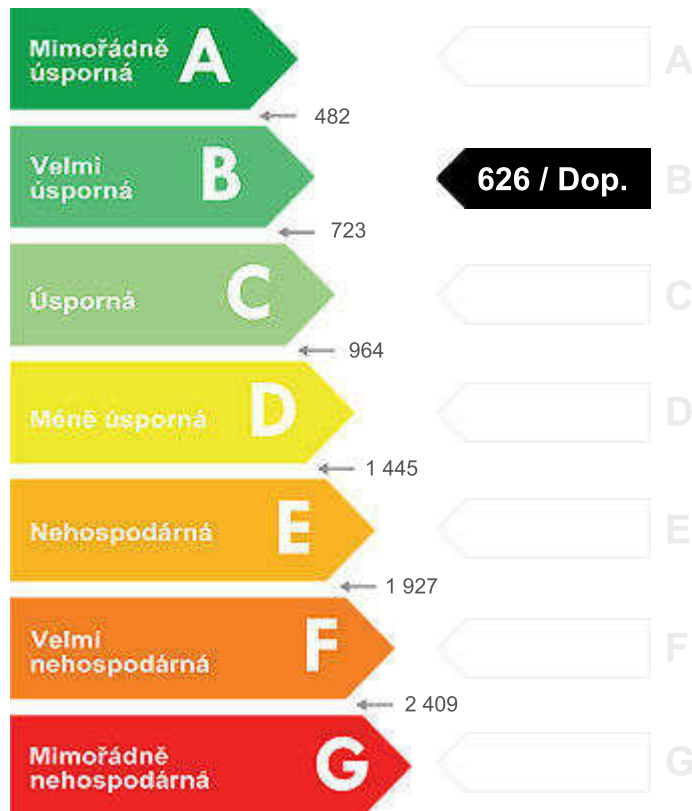 Mimořádně
úsporná
A
A
482
Velmi
úsporná
B
626 / Dop.
B
723
Úsporná
C
C
964
Méně úsporná
D
D
1 445
Nehospodárná
E
E
1 927
Velmi
nehospodárná
F
F
2 409
Mimořádně
nehospodárná
G
G